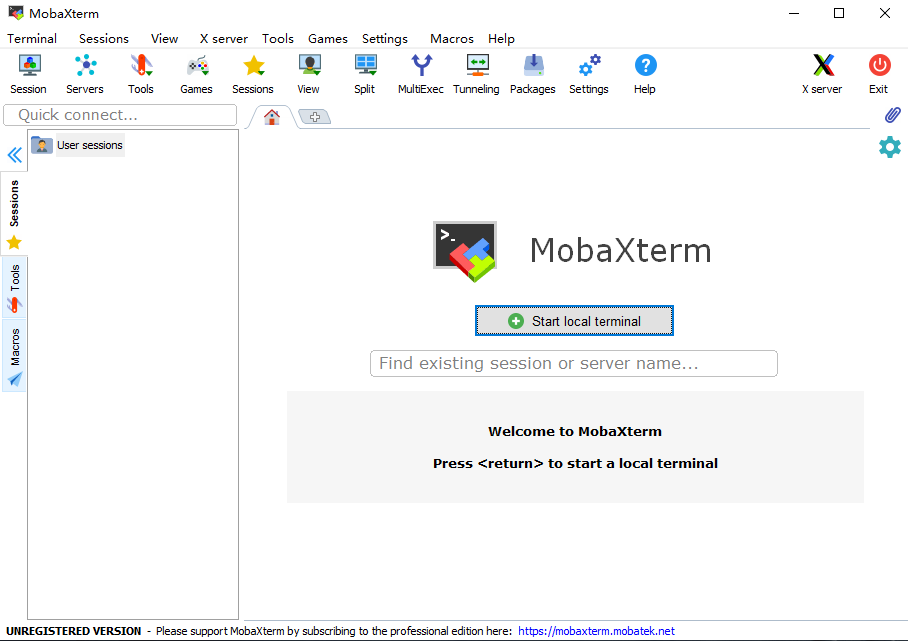 MobaXterm
Terminal Sessions View X server Tools Games Settings Macros Help
Session Servers Tools Games Sessions View Split MultiExec Tunneling Packages Settings Help X server Exit
Quick connect...
User sessions
Sessions
Tools
Macros
>_
MobaXterm
Start local terminal
Find existing session or server name...
Welcome to MobaXterm
Press <return> to start a local terminal
UNREGISTERED VERSION - Please support MobaXterm by subscribing to the professional edition here: https://mobaxterm.mobatek.net